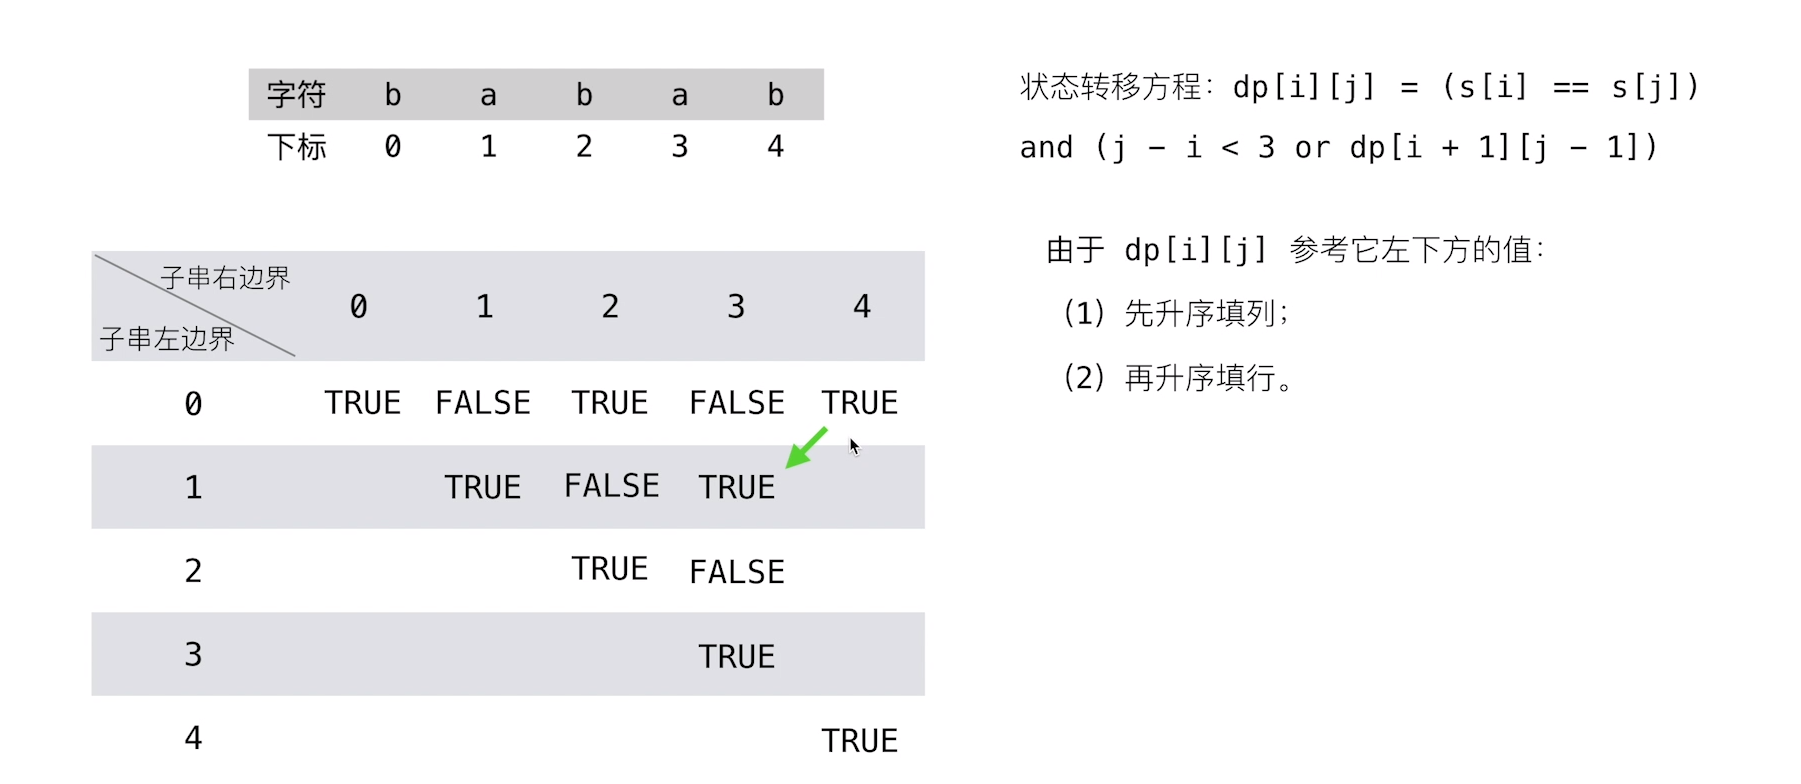 字符 b a b a b
下标 0 1 2 3 4
状态转移方程：dp[i][j] = (s[i] == s[j])
and (j − i < 3 or dp[i + 1][j − 1])
由于 dp[i][j] 参考它左下方的值：
（1）先升序填列；
（2）再升序填行。
子串右边界
子串左边界
0 1 2 3 4
0 TRUE FALSE TRUE FALSE TRUE
1 TRUE FALSE TRUE
2 TRUE FALSE
3 TRUE
4 TRUE